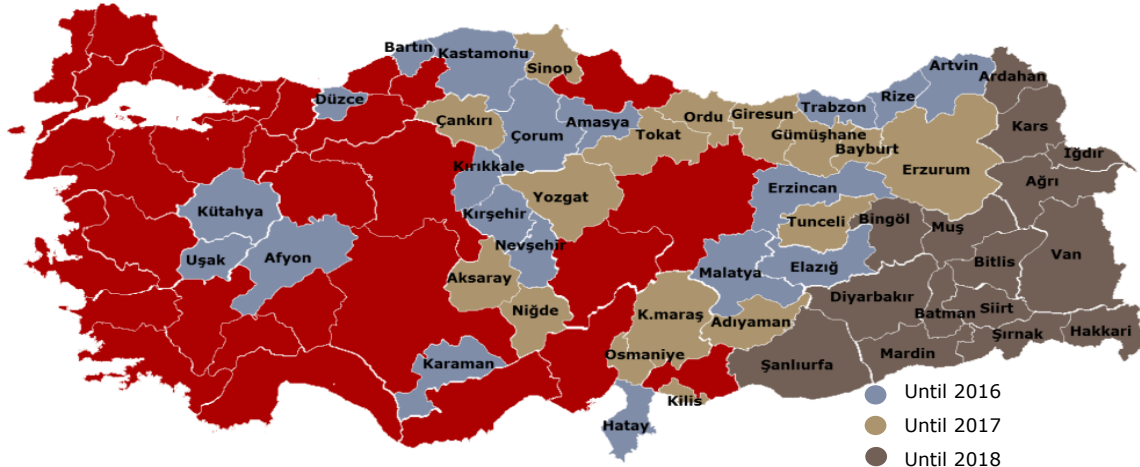 Bartın
Kastamonu
Sinop
Artvin
Ardahan
Düzce
Rize
Trabzon
Çankırı
Amasya
Ordu
Giresun
Kars
Çorum
Tokat
Gümüşhane
Bayburt
Iğdır
Kırıkkale
Erzurum
Ağrı
Yozgat
Erzincan
Kütahya
Kırşehir
Tunceli
Bingöl
Muş
Nevşehir
Uşak
Afyon
Malatya
Elazığ
Bitlis
Van
Aksaray
Diyarbakır
Siirt
Niğde
K.maraş
Adıyaman
Batman
Şırnak
Hakkari
Osmaniye
Mardin
Karaman
Şanlıurfa
Kilis
Hatay
Until 2016
Until 2017
Until 2018